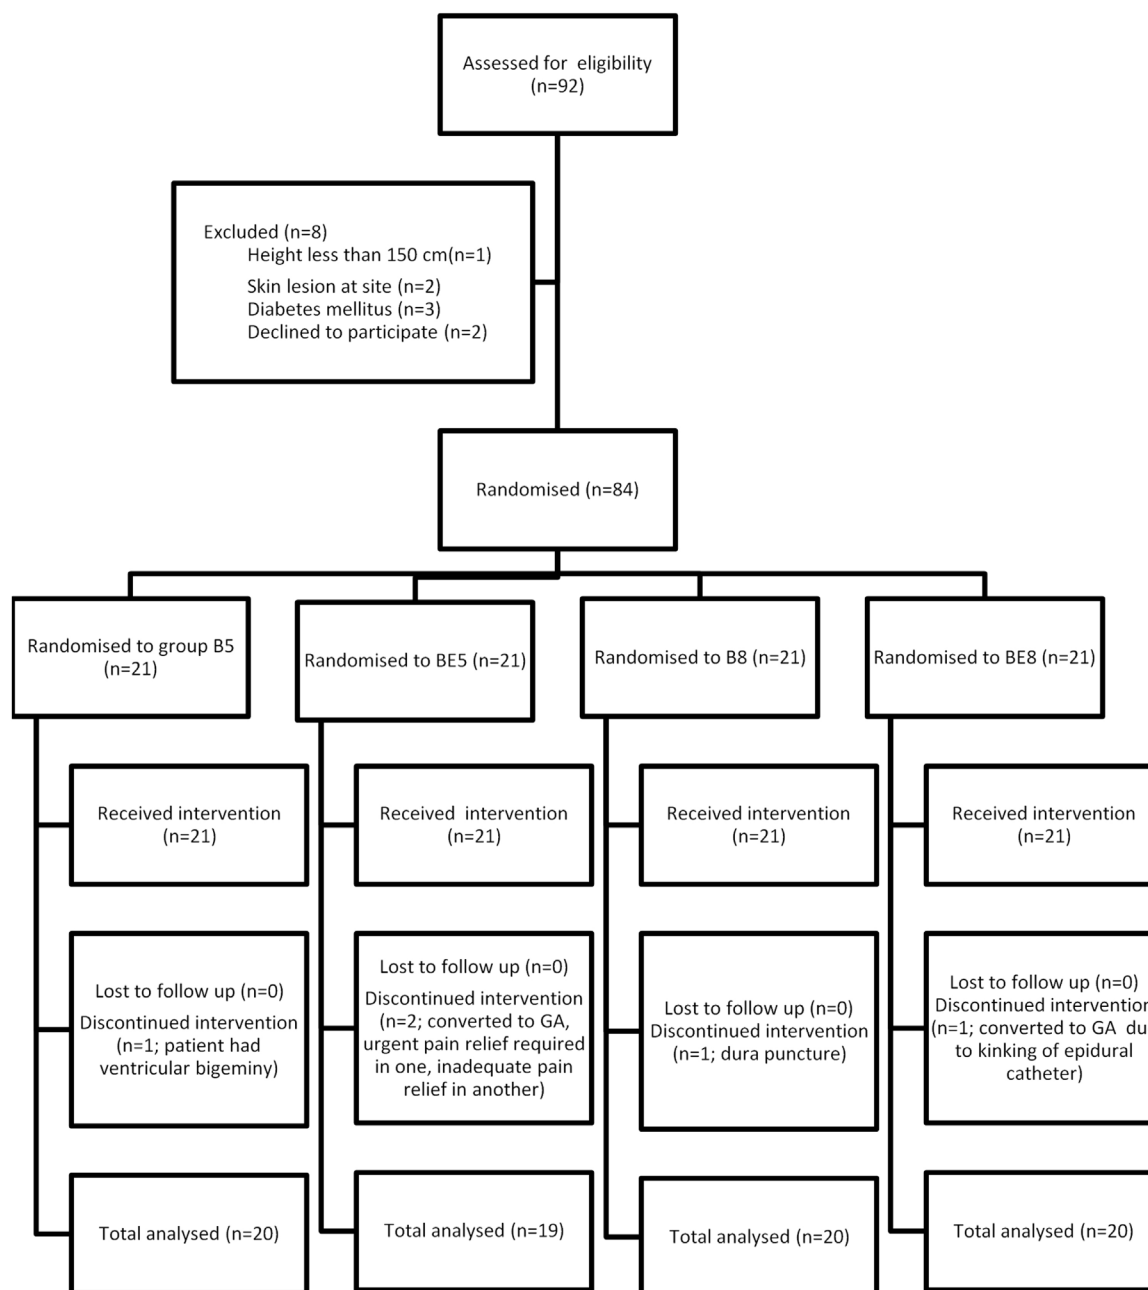 Assessed for eligibility
(n=92)
Excluded (n=8)
Height less than 150 cm(n=1)
Skin lesion at site (n=2)
Diabetes mellitus (n=3)
Declined to participate (n=2)
Randomised (n=84)
Randomised to group B5
(n=21)
Randomised to BE5 (n=21)
Randomised to B8 (n=21)
Randomised to BE8 (n=21)
Received intervention
(n=21)
Received intervention
(n=21)
Received intervention
(n=21)
Received intervention
(n=21)
Lost to follow up (n=0)
Discontinued intervention
(n=1; patient had
ventricular bigeminy)
Lost to follow up (n=0)
Discontinued intervention
(n=2; converted to GA,
urgent pain relief required
in one, inadequate pain
relief in another)
Lost to follow up (n=0)
Discontinued intervention
(n=1; dura puncture)
Lost to follow up (n=0)
Discontinued intervention
(n=1; converted to GA du
to kinking of epidural
catheter)
Total analysed (n=20)
Total analysed (n=19)
Total analysed (n=20)
Total analysed (n=20)